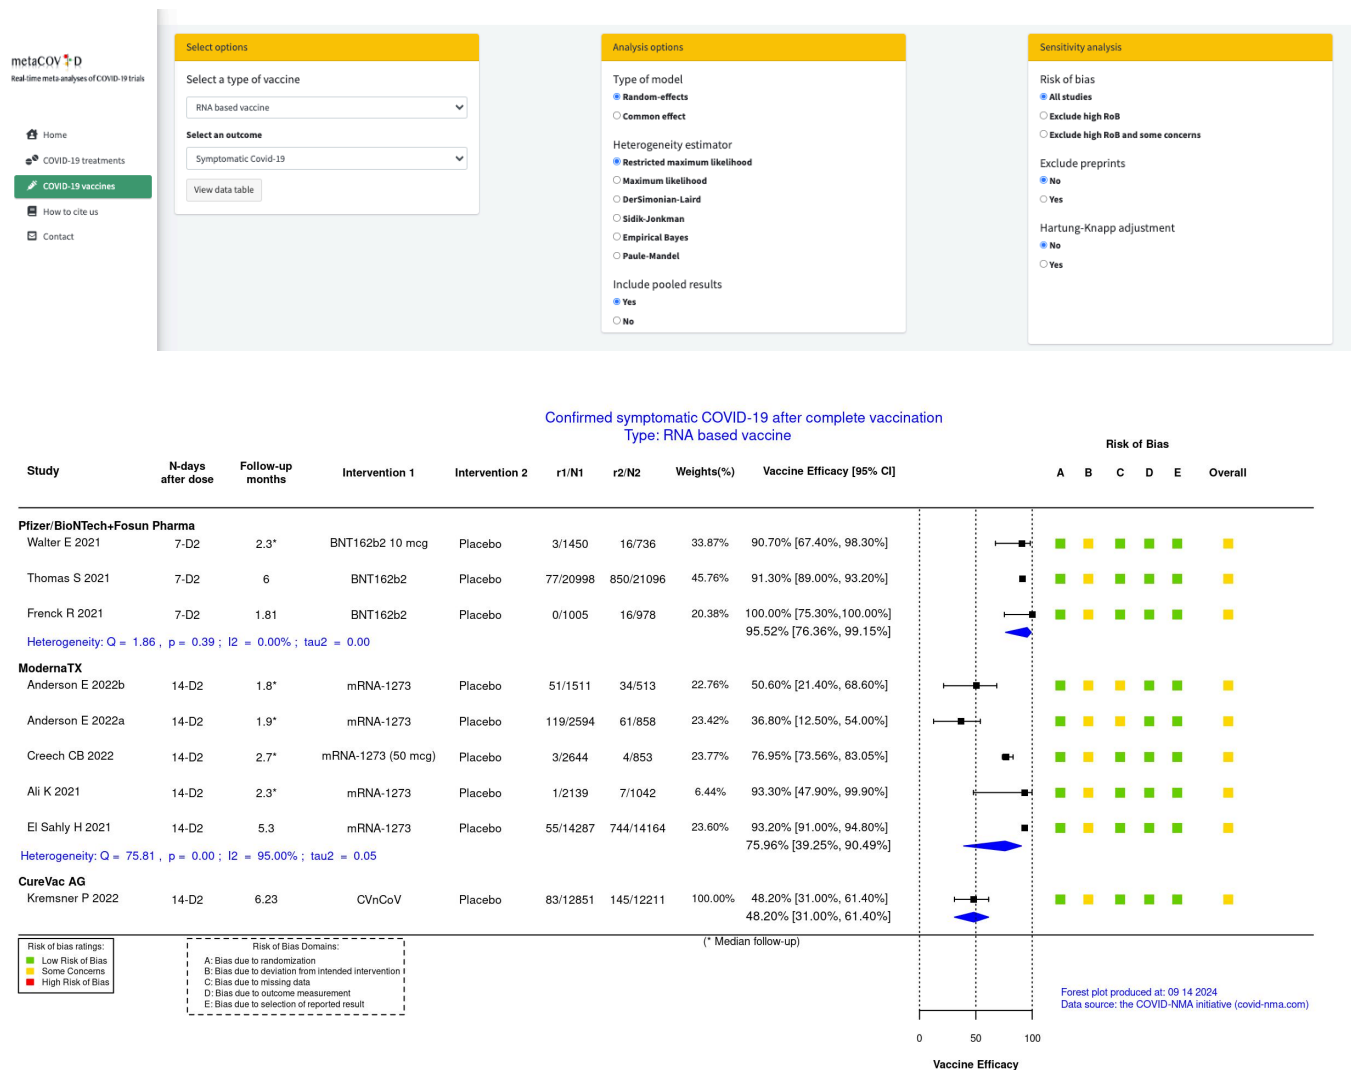 metaCOVID
Real-time meta-analyses of COVID-19 trials
Home
COVID-19 treatments
COVID-19 vaccines
How to cite us
Contact
Select options
Select a type of vaccine
RNA based vaccine
Select an outcome
Symptomatic Covid-19
View data table
Analysis options
Type of model
Random-effects
Common effect
Heterogeneity estimator
Restricted maximum likelihood
Maximum likelihood
DerSimonian-Laird
Sidik-Jonkman
Empirical Bayes
Paule-Mandel
Include pooled results
Yes
No
Sensitivity analysis
Risk of bias
All studies
Exclude high RoB
Exclude high RoB and some concerns
Exclude preprints
No
Yes
Hartung-Knapp adjustment
No
Yes
Confirmed symptomatic COVID-19 after complete vaccination
Type: RNA based vaccine
Risk of Bias
Study N-days after dose Follow-up months Intervention 1 Intervention 2 r1/N1 r2/N2 Weights(%) Vaccine Efficacy [95% CI] A B C D E Overall
Pfizer/BioNTech+Fosun Pharma
Walter E 2021 7-D2 2.3* BNT162b2 10 mcg Placebo 3/1450 16/736 33.87% 90.70% [67.40%, 98.30%]
Thomas S 2021 7-D2 6 BNT162b2 Placebo 77/20998 850/21096 45.76% 91.30% [89.00%, 93.20%]
Frenck R 2021 7-D2 1.81 BNT162b2 Placebo 0/1005 16/978 20.38% 100.00% [75.30%,100.00%]
95.52% [76.36%, 99.15%]
Heterogeneity: Q = 1.86 , p = 0.39 ; I2 = 0.00% ; tau2 = 0.00
ModernaTX
Anderson E 2022b 14-D2 1.8* mRNA-1273 Placebo 51/1511 34/513 22.76% 50.60% [21.40%, 68.60%]
Anderson E 2022a 14-D2 1.9* mRNA-1273 Placebo 119/2594 61/858 23.42% 36.80% [12.50%, 54.00%]
Creech CB 2022 14-D2 2.7* mRNA-1273 (50 mcg) Placebo 3/2644 4/853 23.77% 76.95% [73.56%, 83.05%]
Ali K 2021 14-D2 2.3* mRNA-1273 Placebo 1/2139 7/1042 6.44% 93.30% [47.90%, 99.90%]
El Sahly H 2021 14-D2 5.3 mRNA-1273 Placebo 55/14287 744/14164 23.60% 93.20% [91.00%, 94.80%]
75.96% [39.25%, 90.49%]
Heterogeneity: Q = 75.81 , p = 0.00 ; I2 = 95.00% ; tau2 = 0.05
CureVac AG
Kremsner P 2022 14-D2 6.23 CVnCoV Placebo 83/12851 145/12211 100.00% 48.20% [31.00%, 61.40%]
48.20% [31.00%, 61.40%]
(* Median follow-up)
Risk of bias ratings:
Low Risk of Bias
Some Concerns
High Risk of Bias
Risk of Bias Domains:
A: Bias due to randomization
B: Bias due to deviation from intended intervention
C: Bias due to missing data
D: Bias due to outcome measurement
E: Bias due to selection of reported result
Forest plot produced at: 09 14 2024
Data source: the COVID-NMA initiative (covid-nma.com)
0 50 100
Vaccine Efficacy